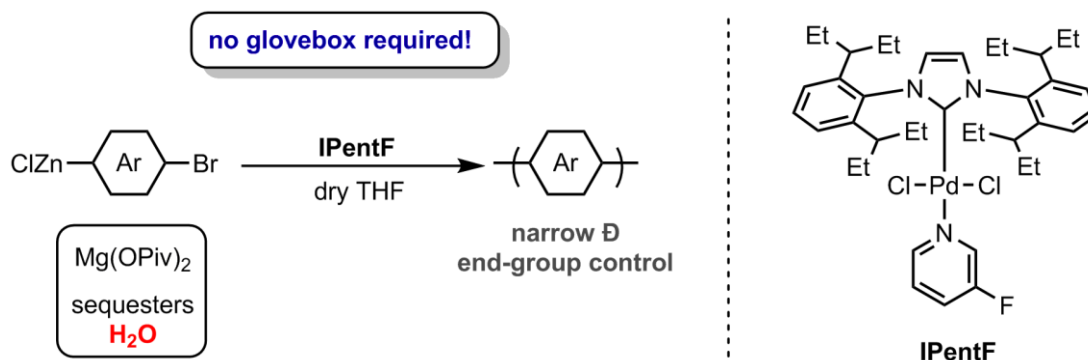 no glovebox required!
ClZn
Ar
Br
IPentF
dry THF
Ar
narrow Đ
end-group control
Mg(OPiv)2
sequesters
H2O
Et Et Et Et
N N
Et Et Et Et
Cl Pd Cl
N
F
IPentF